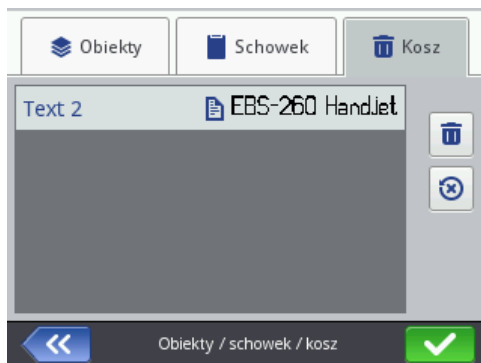 Obiekty Schowek Kosz
Text 2 EBS-260 HandJet
Obiekty / schowek / kosz